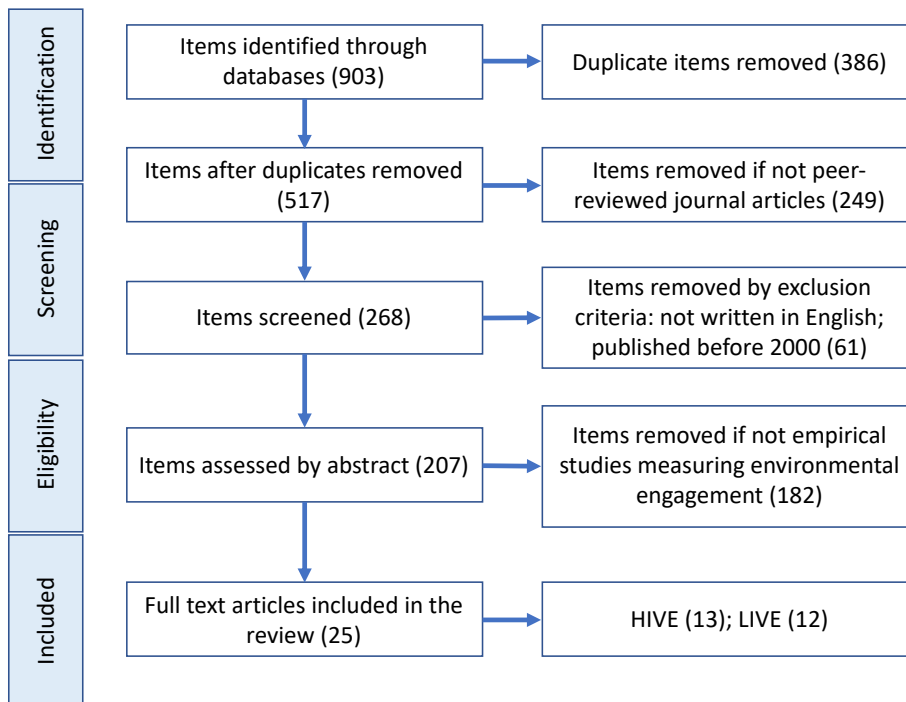 Identification
Items identified through
databases (903)
Duplicate items removed (386)
Items after duplicates removed
(517)
Items removed if not peer-
reviewed journal articles (249)
Screening
Items screened (268)
Items removed by exclusion
criteria: not written in English;
published before 2000 (61)
Eligibility
Items assessed by abstract (207)
Items removed if not empirical
studies measuring environmental
engagement (182)
Included
Full text articles included in the
review (25)
HIVE (13); LIVE (12)